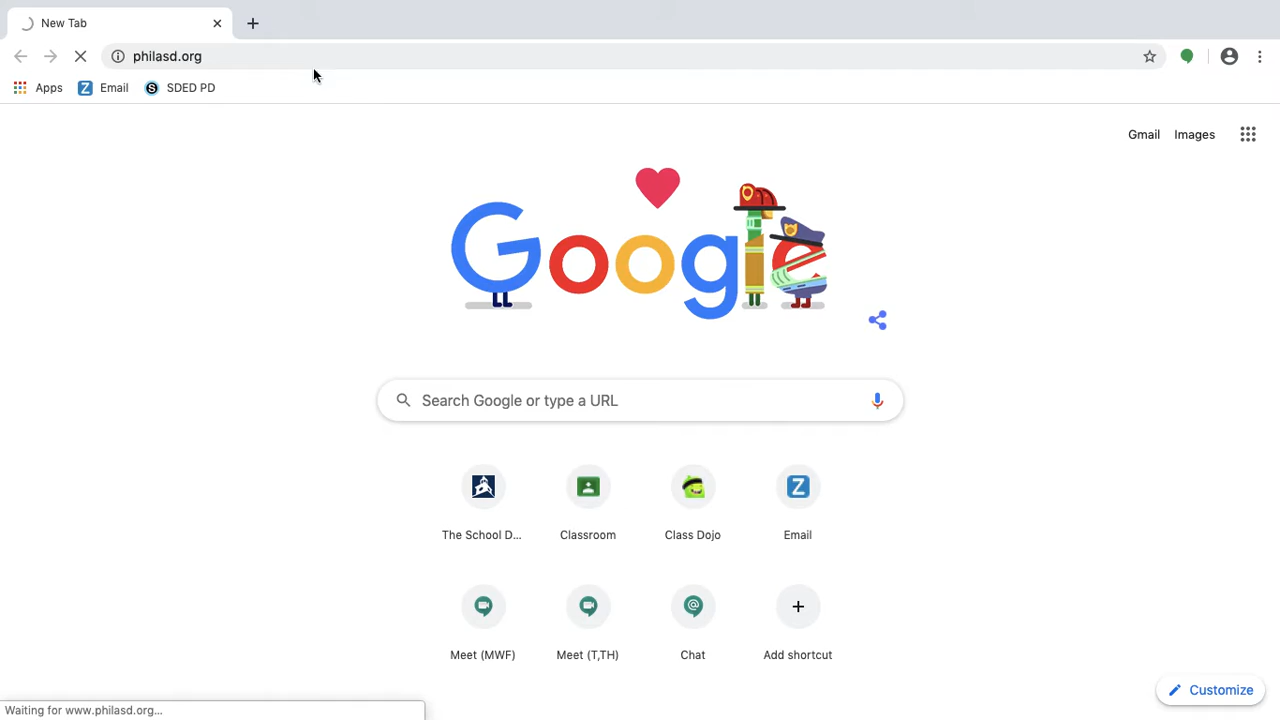 New Tab
philasd.org
Apps Email SDED PD
Gmail Images
Google
Search Google or type a URL
The School D... Classroom Class Dojo Email
Meet (MWF) Meet (T,TH) Chat Add shortcut
Customize
Waiting for www.philasd.org...